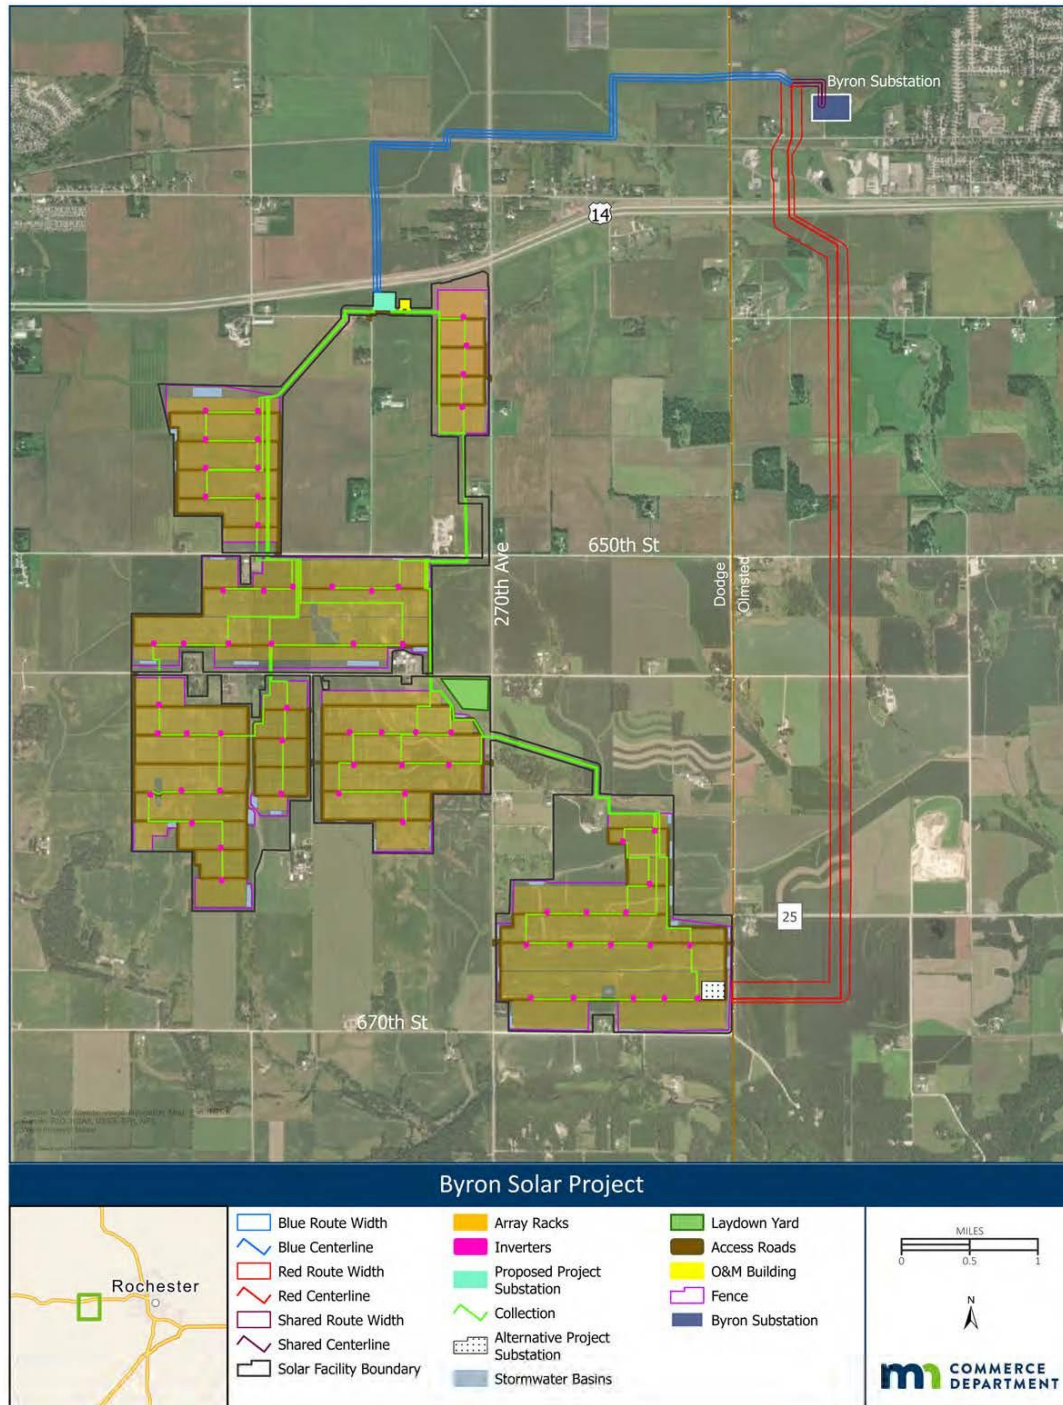 Byron Substation
14
650th St
270th Ave
Dodge
Olmsted
25
670th St
Byron Solar Project
Rochester
Blue Route Width
Blue Centerline
Red Route Width
Red Centerline
Shared Route Width
Shared Centerline
Solar Facility Boundary
Array Racks
Inverters
Proposed Project
Substation
Collection
Alternative Project
Substation
Stormwater Basins
Laydown Yard
Access Roads
O&M Building
Fence
Byron Substation
MILES
0 0.5 1
N
mn COMMERCE
DEPARTMENT